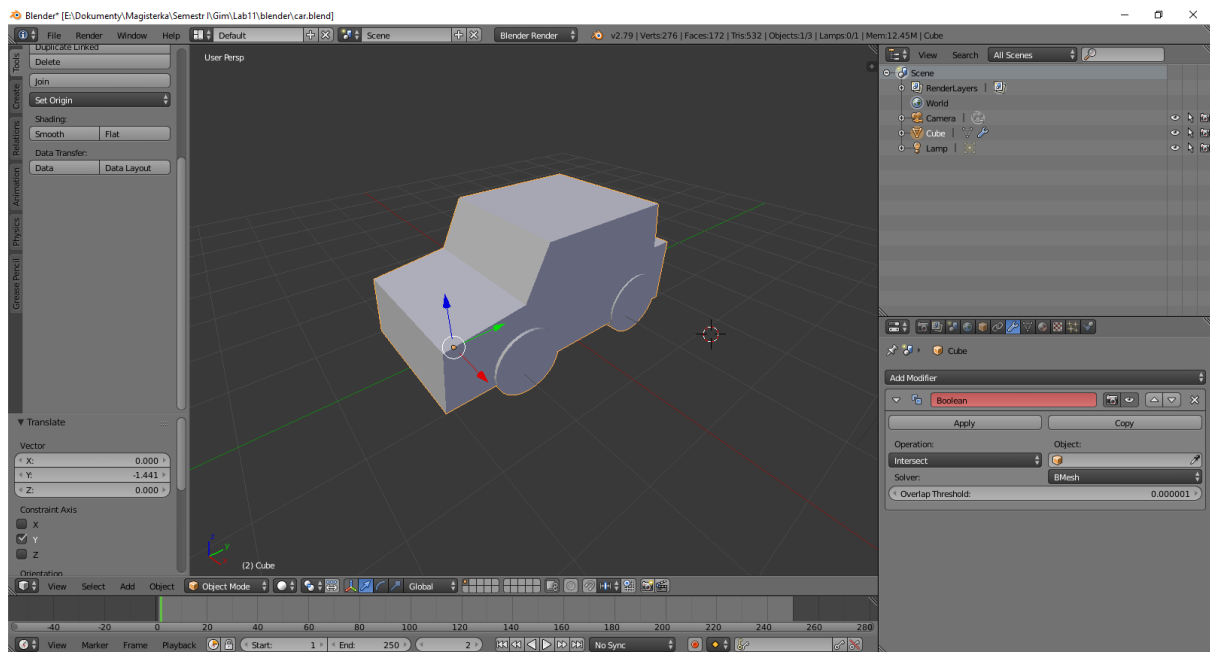 Blender* [E:\Dokumenty\Magisterka\Semestr I\Gim\Lab11\blender\car.blend]
File Render Window Help Default Scene Blender Render v2.79 | Verts:276 | Faces:172 | Tris:532 | Objects:1/3 | Lamps:0/1 | Mem:12.45M | Cube
Tools
Create
Relations
Animation
Physics
Grease Pencil
Duplicate Linked
Delete
Join
Set Origin
Shading:
Smooth Flat
Data Transfer:
Data Data Layout
Translate
Vector
X: 0.000
Y: -1.441
Z: 0.000
Constraint Axis
X
Y
Z
Orientation
User Persp
z
y
(2) Cube
View Select Add Object Object Mode Global
-40 -20 0 20 40 60 80 100 120 140 160 180 200 220 240 260 280
View Marker Frame Playback Start: 1 End: 250 2 No Sync
View Search All Scenes
Scene
RenderLayers |
World
Camera |
Cube |
Lamp |
Cube
Add Modifier
Boolean
Apply Copy
Operation: Object:
Intersect
Solver: BMesh
Overlap Threshold: 0.000001